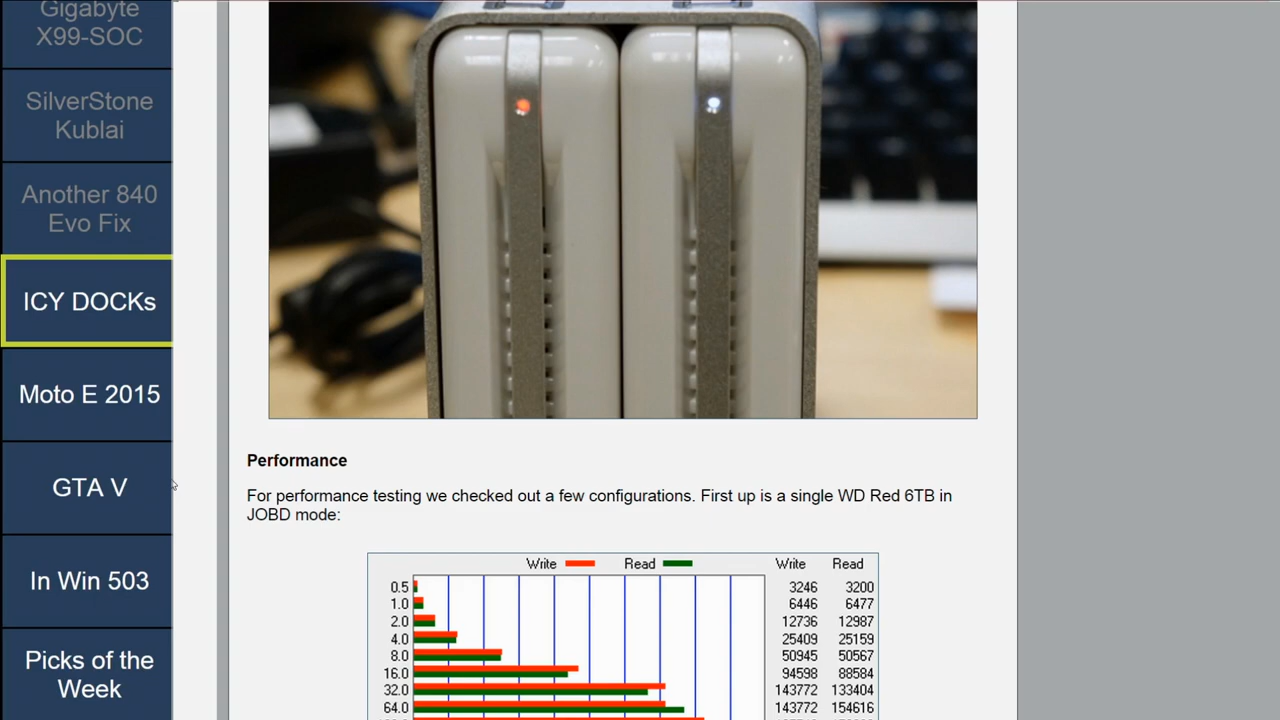 Gigabyte
X99-SOC
SilverStone
Kublai
Another 840
Evo Fix
ICY DOCKs
Moto E 2015
GTA V
In Win 503
Picks of the
Week
Performance
For performance testing we checked out a few configurations. First up is a single WD Red 6TB in
JOBD mode:
Write Read Write Read
0.5 3246 3200
1.0 6446 6477
2.0 12736 12987
4.0 25409 25159
8.0 50945 50567
16.0 94598 88584
32.0 143772 133404
64.0 143772 154616